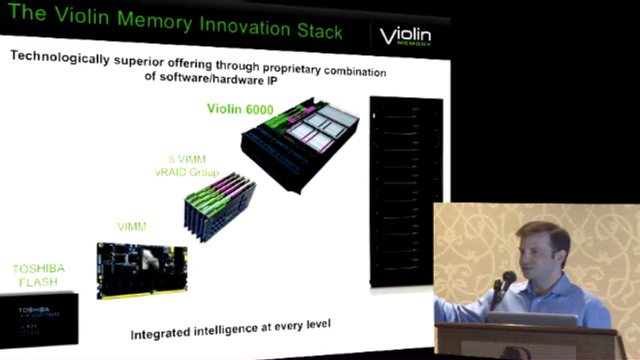 The Violin Memory Innovation Stack
Violin
MEMORY
Technologically superior offering through proprietary combination
of software/hardware IP
Violin 6000
5 VIMM
vRAID Group
VIMM
TOSHIBA
FLASH
TOSHIBA
Integrated intelligence at every level